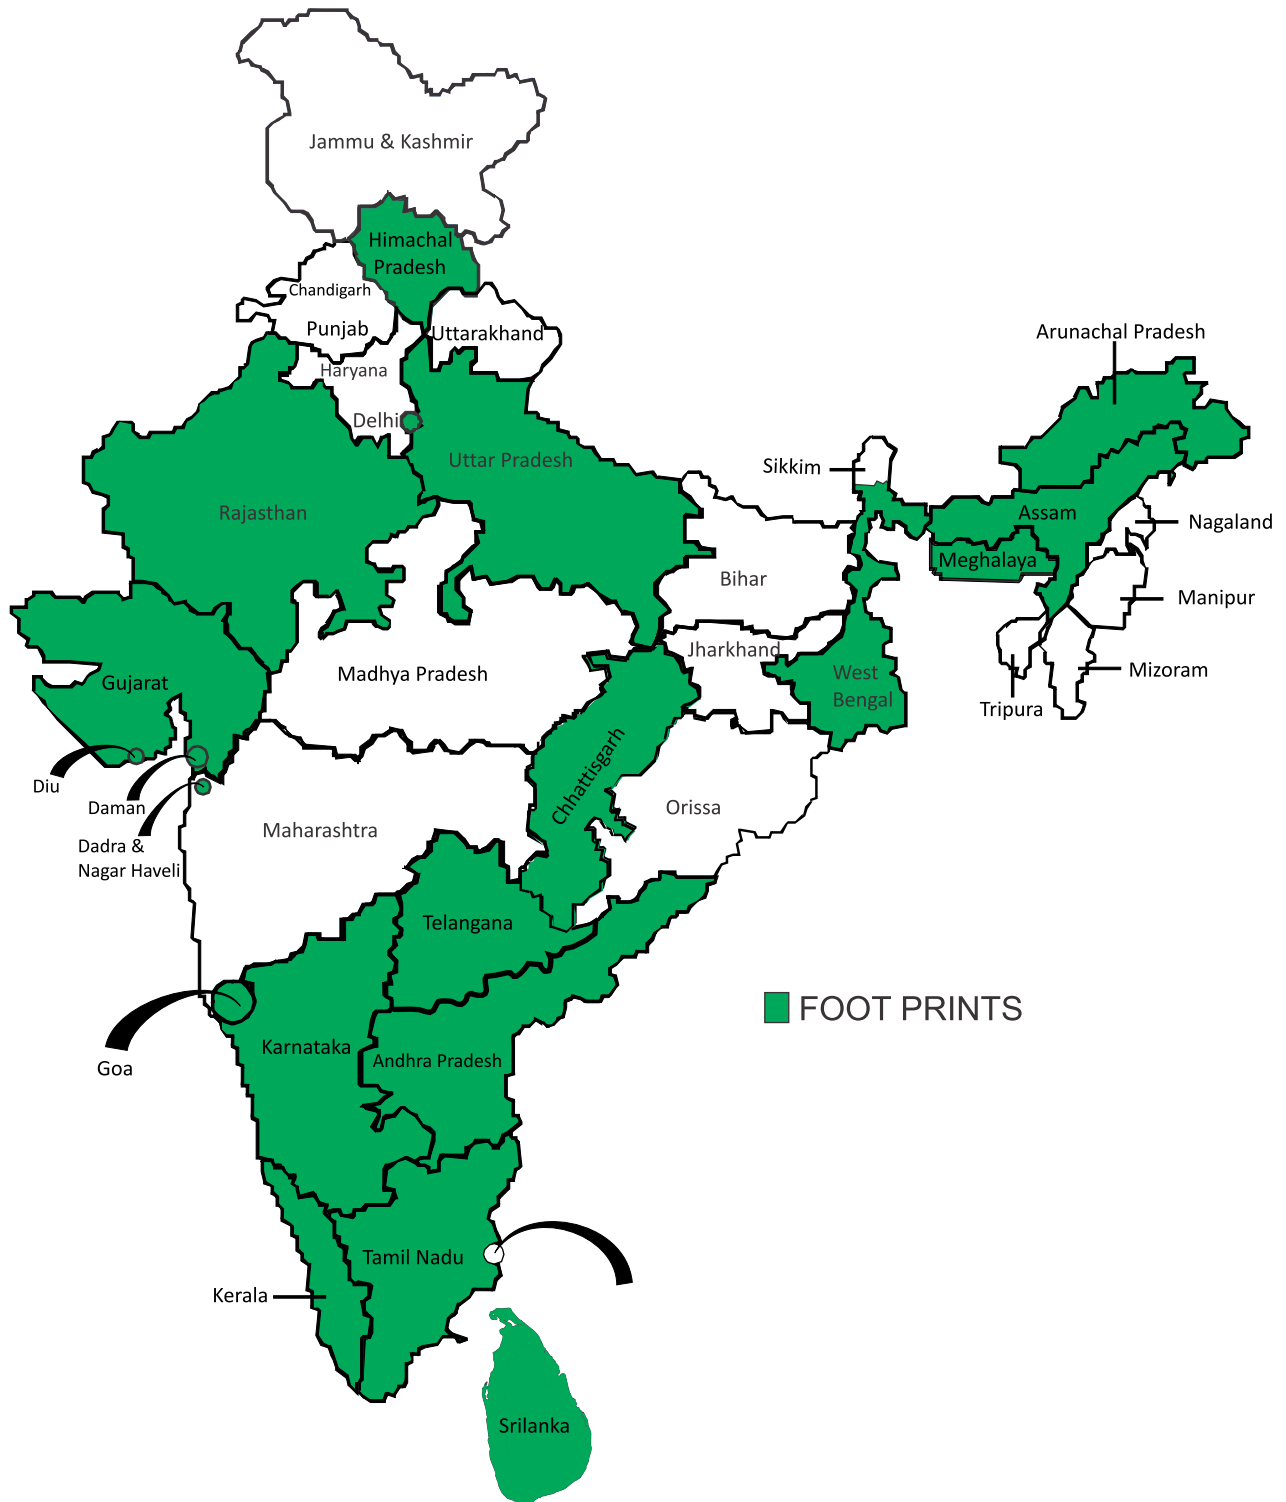 Jammu & Kashmir
Himachal
Pradesh
Chandigarh
Punjab
Uttarakhand
Haryana
Delhi
Arunachal Pradesh
Uttar Pradesh
Sikkim
Rajasthan
Assam
Nagaland
Meghalaya
Bihar
Manipur
Jharkhand
Madhya Pradesh
West
Bengal
Mizoram
Gujarat
Tripura
Chhattisgarh
Diu
Daman
Orissa
Maharashtra
Dadra &
Nagar Haveli
Telangana
FOOT PRINTS
Karnataka
Andhra Pradesh
Goa
Tamil Nadu
Kerala
Srilanka